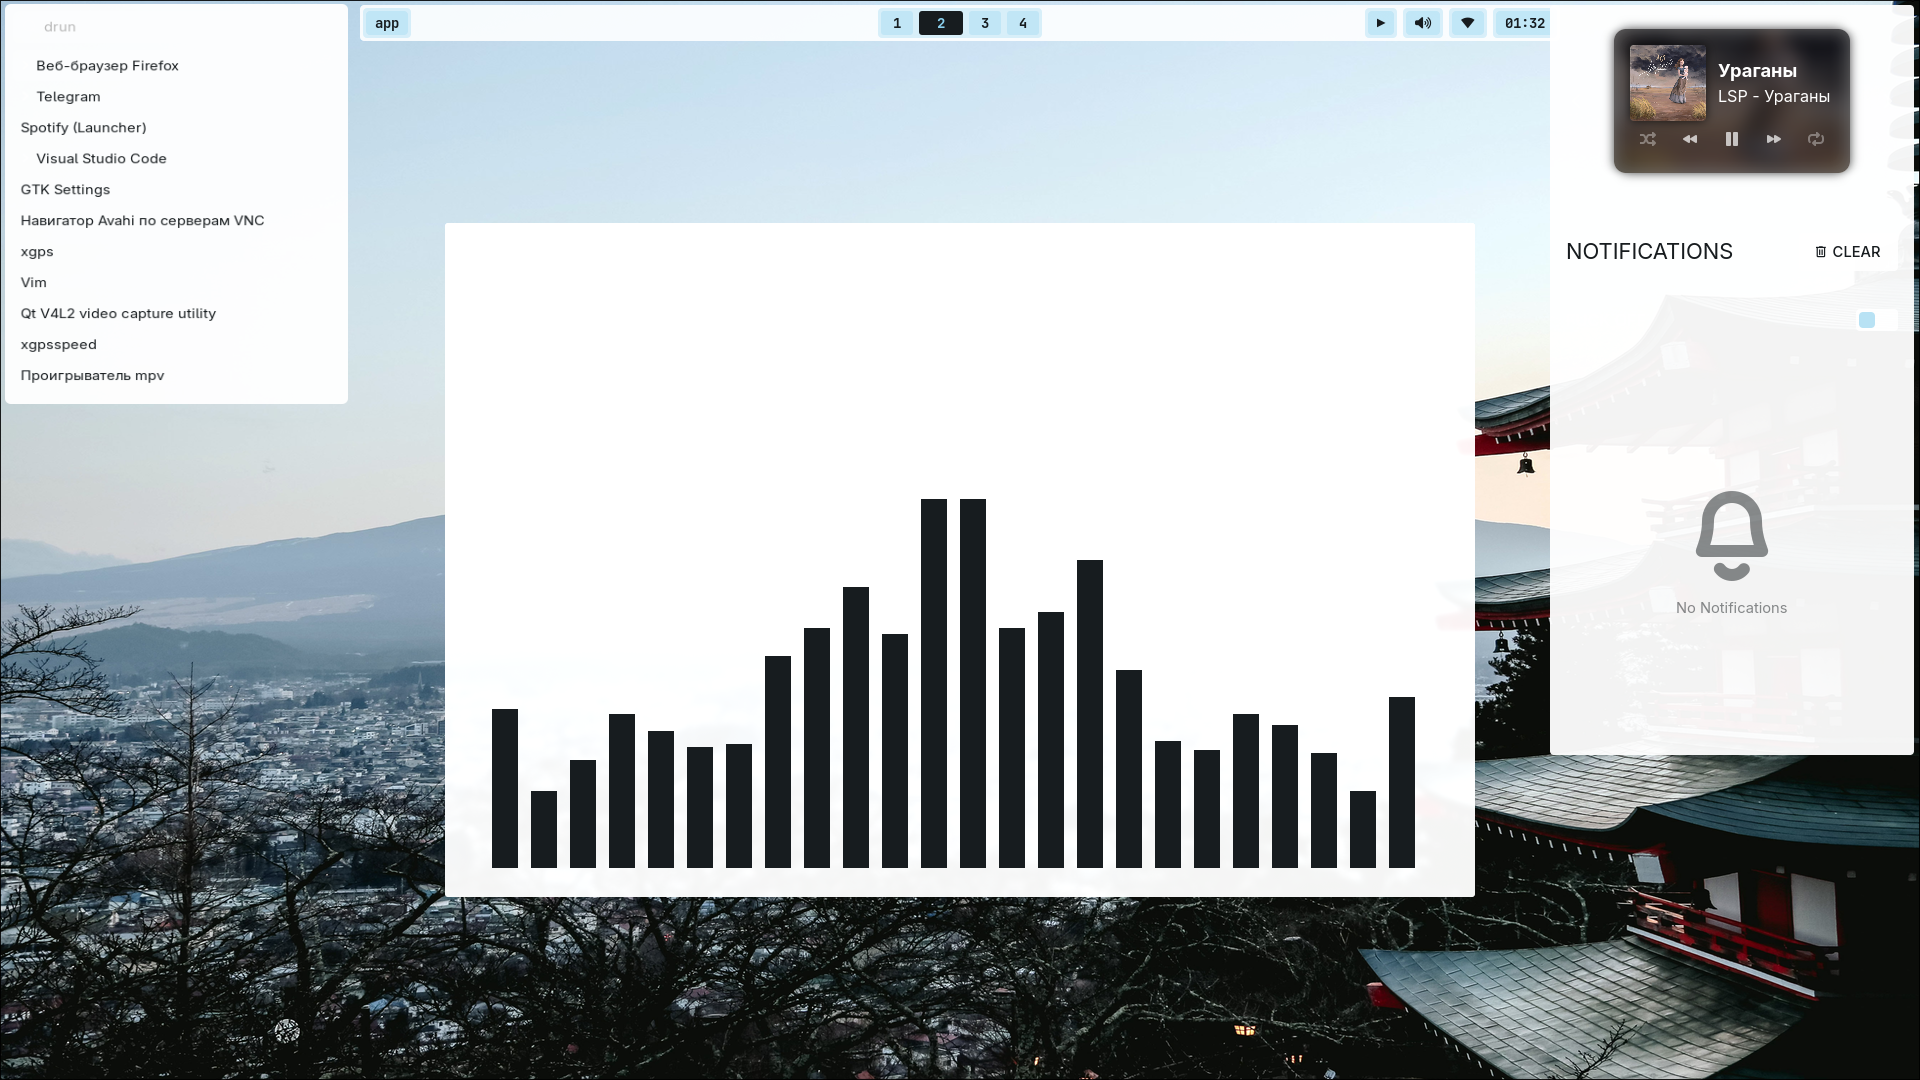 drun
Веб-браузер Firefox
Telegram
Spotify (Launcher)
Visual Studio Code
GTK Settings
Навигатор Avahi по серверам VNC
xgps
Vim
Qt V4L2 video capture utility
xgpsspeed
Проигрыватель mpv
app
1 2 3 4
01:32
Ураганы
LSP - Ураганы
NOTIFICATIONS
CLEAR
No Notifications